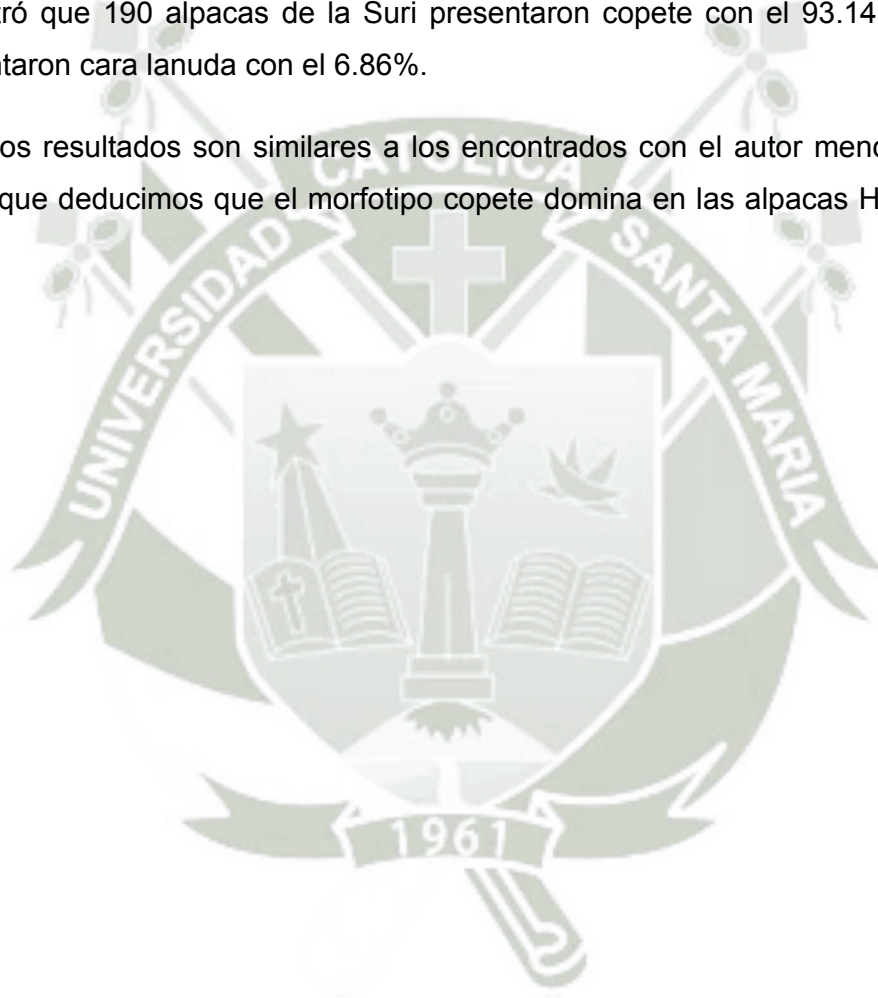 tró que 190 alpacas de la Suri presentaron copete con el 93.14
ntaron cara lanuda con el 6.86%.
os resultados son similares a los encontrados con el autor menc
que deducimos que el morfotipo copete domina en las alpacas H
UNIVERSIDAD CATOLICA SANTA MARIA
1961